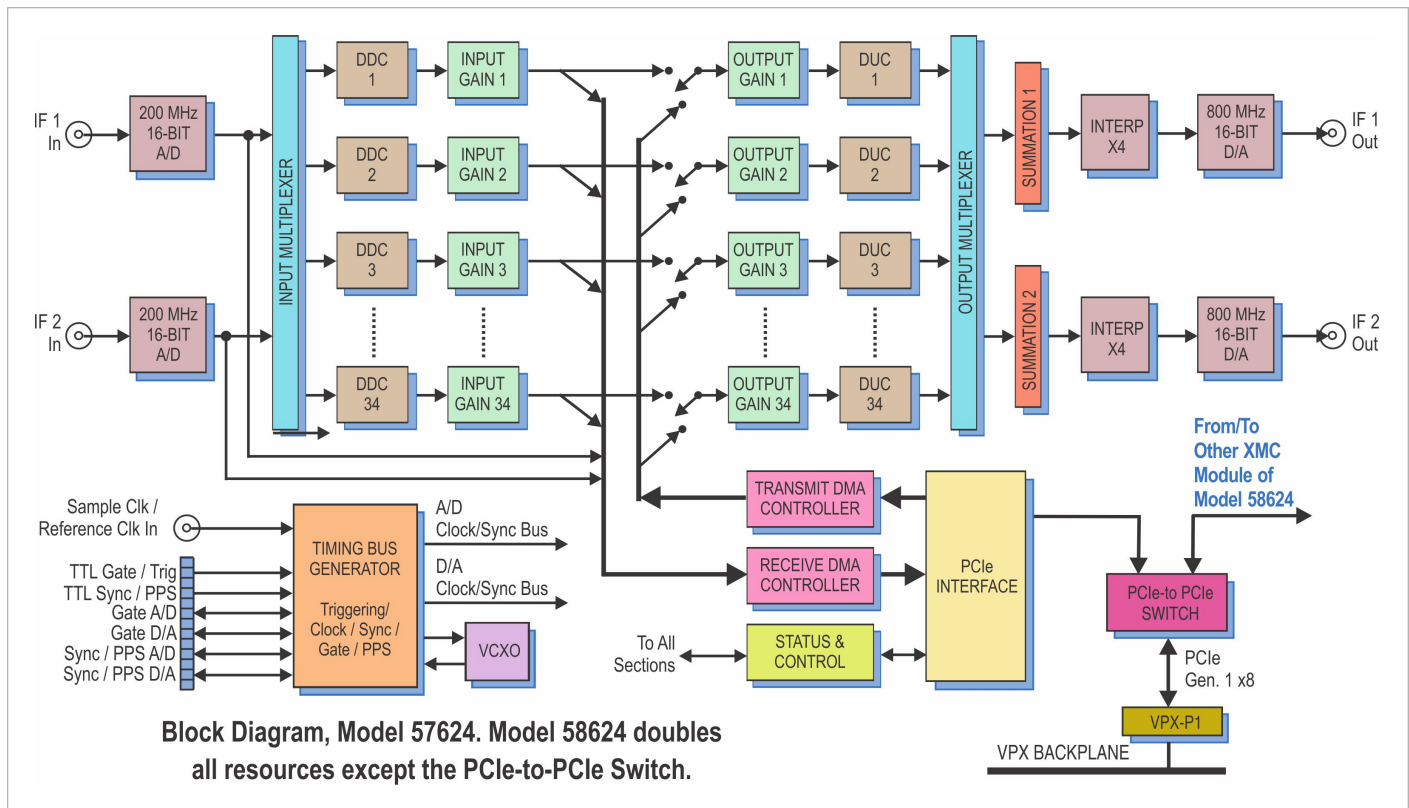 IF 1
In
200 MHz
16-BIT
A/D
INPUT MULTIPLEXER
DDC
1
INPUT
GAIN 1
OUTPUT
GAIN 1
DUC
1
OUTPUT MULTIPLEXER
SUMMATION 1
INTERP
X4
800 MHz
16-BIT
D/A
IF 1
Out
DDC
2
INPUT
GAIN 2
OUTPUT
GAIN 2
DUC
2
DDC
3
INPUT
GAIN 3
OUTPUT
GAIN 3
DUC
3
IF 2
In
200 MHz
16-BIT
A/D
SUMMATION 2
INTERP
X4
800 MHz
16-BIT
D/A
IF 2
Out
DDC
34
INPUT
GAIN 34
OUTPUT
GAIN 34
DUC
34
From/To
Other XMC
Module of
Model 58624
Sample Clk /
Reference Clk In
TTL Gate / Trig
TTL Sync / PPS
Gate A/D
Gate D/A
Sync / PPS A/D
Sync / PPS D/A
TIMING BUS
GENERATOR
Triggering/
Clock / Sync /
Gate / PPS
A/D
Clock/Sync Bus
D/A
Clock/Sync Bus
VCXO
TRANSMIT DMA
CONTROLLER
RECEIVE DMA
CONTROLLER
To All
Sections
STATUS &
CONTROL
PCIe
INTERFACE
PCIe-to PCIe
SWITCH
PCIe
Gen. 1 x8
VPX-P1
VPX BACKPLANE
Block Diagram, Model 57624. Model 58624 doubles
all resources except the PCIe-to-PCIe Switch.